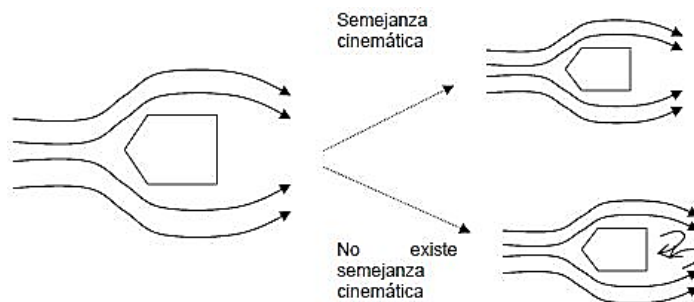 Semejanza
cinemática
No existe
semejanza
cinemática